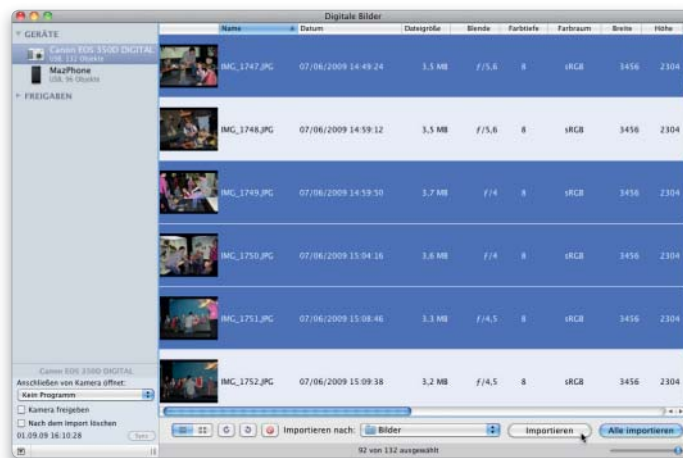 Digitale Bilder
Name Datum Dateigröße Blende Farbtiefe Farbraum Breite Höhe
GERÄTE
Canon EOS 350D DIGITAL
USB, 132 Objekte
MazPhone
USB, 96 Objekte
FREIGABEN
IMG_1747.JPG 07/06/2009 14:49:24 3,5 MB ƒ/5,6 8 sRGB 3456 2304
IMG_1748.JPG 07/06/2009 14:59:12 3,5 MB ƒ/5,6 8 sRGB 3456 2304
IMG_1749.JPG 07/06/2009 14:59:50 3,7 MB ƒ/4 8 sRGB 3456 2304
IMG_1750.JPG 07/06/2009 15:04:16 3,6 MB ƒ/4 8 sRGB 3456 2304
IMG_1751.JPG 07/06/2009 15:08:46 3,3 MB ƒ/4,5 8 sRGB 3456 2304
IMG_1752.JPG 07/06/2009 15:09:38 3,2 MB ƒ/4,5 8 sRGB 3456 2304
Canon EOS 350D DIGITAL
Anschließen von Kamera öffnet:
Kein Programm
Kamera freigeben
Nach dem Import löschen
01.09.09 16:10:28 Sync
Importieren nach: Bilder Importieren Alle importieren
92 von 132 ausgewählt